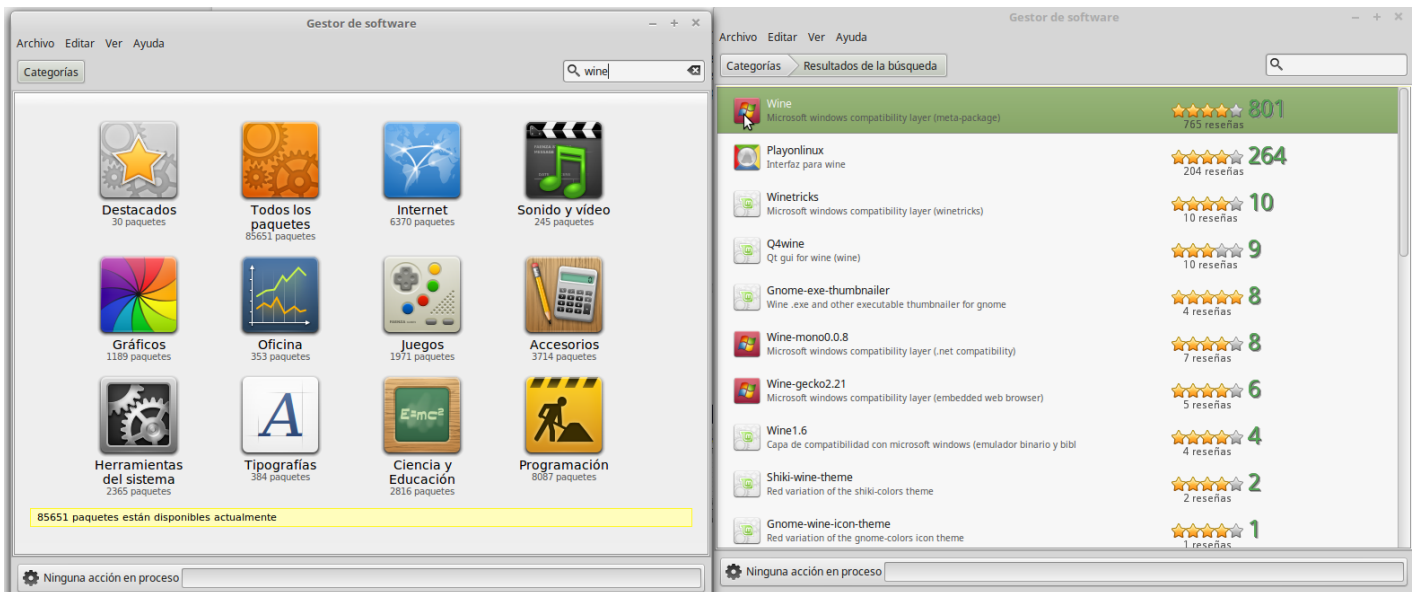 Gestor de software
Archivo Editar Ver Ayuda
Categorías
wine
Destacados
30 paquetes
Todos los
paquetes
85651 paquetes
Internet
6370 paquetes
Sonido y vídeo
245 paquetes
Gráficos
1189 paquetes
Oficina
353 paquetes
Juegos
1971 paquetes
Accesorios
3714 paquetes
E=mc²
A
Herramientas
del sistema
2365 paquetes
Tipografías
384 paquetes
Ciencia y
Educación
2816 paquetes
Programación
8087 paquetes
85651 paquetes están disponibles actualmente
Ninguna acción en proceso
Gestor de software
Archivo Editar Ver Ayuda
Categorías Resultados de la búsqueda
Wine
Microsoft windows compatibility layer (meta-package)
801
765 reseñas
Playonlinux
Interfaz para wine
264
204 reseñas
Winetricks
Microsoft windows compatibility layer (winetricks)
10
10 reseñas
Q4wine
Qt gui for wine (wine)
9
10 reseñas
Gnome-exe-thumbnailer
Wine .exe and other executable thumbnailer for gnome
8
4 reseñas
Wine-mono0.0.8
Microsoft windows compatibility layer (.net compatibility)
8
7 reseñas
Wine-gecko2.21
Microsoft windows compatibility layer (embedded web browser)
6
5 reseñas
Wine1.6
Capa de compatibilidad con microsoft windows (emulador binario y bibl
4
4 reseñas
Shiki-wine-theme
Red variation of the shiki-colors theme
2
2 reseñas
Gnome-wine-icon-theme
Red variation of the gnome-colors icon theme
1
1 reseñas
Ninguna acción en proceso